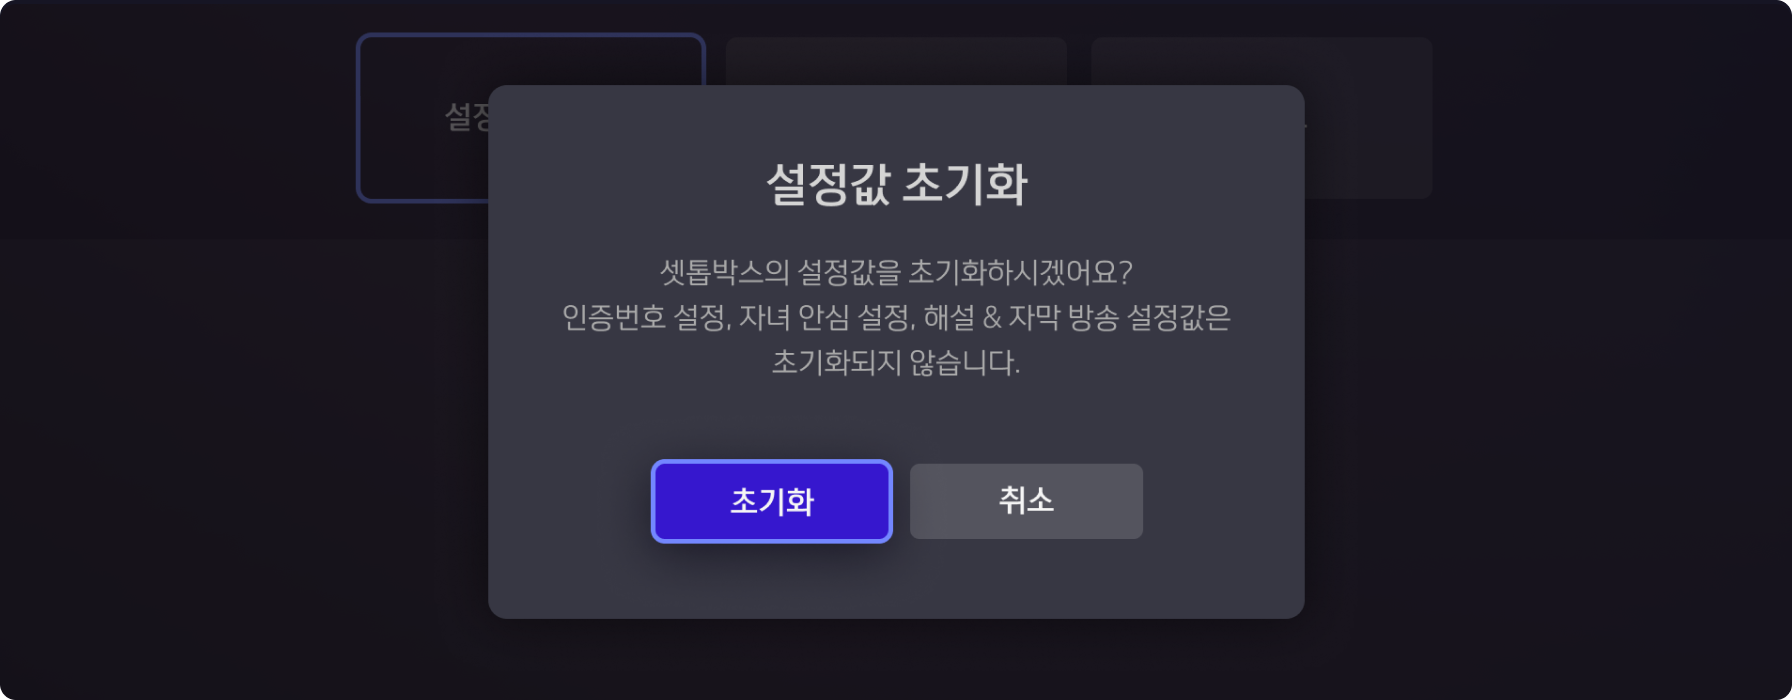 설정값 초기화
셋톱박스의 설정값을 초기화하시겠어요?
인증번호 설정, 자녀 안심 설정, 해설 & 자막 방송 설정값은
초기화되지 않습니다.
초기화
취소